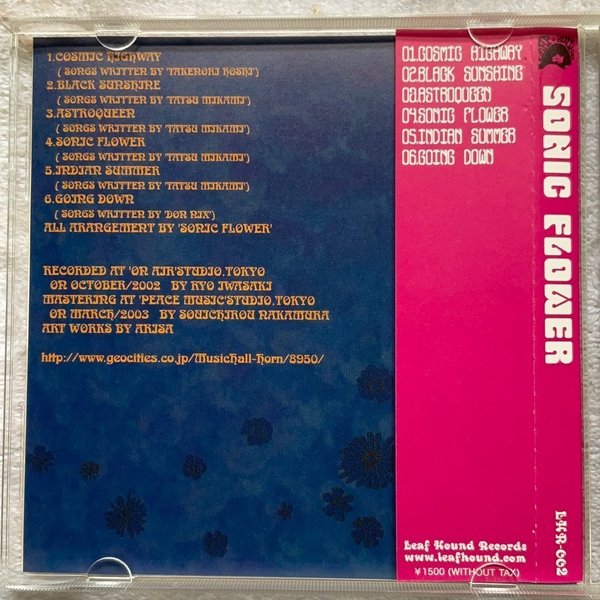 1.COSMIC HIGHWAY
( SONGS WRITTEN BY 'TAKENORI HOSHI')
2.BLACK SUNSHINE
( SONGS WRITTEN BY 'TATSU MIKAMI')
3.ASTROQUEEN
( SONGS WRITTEN BY 'TATSU MIKAMI')
4.SONIC FLOWER
( SONGS WRITTEN BY 'TATSU MIKAMI')
5.INDIAN SUMMER
( SONGS WRITTEN BY 'TATSU MIKAMI')
6.GOING DOWN
( SONGS WRITTEN BY 'DON NIX')
ALL ARANGEMENT BY 'SONIC FLOWER'
RECORDED AT 'ON AIR'STUDIO.TOKYO
ON OCTOBER/2002 BY RYO IWASAKI
MASTERING AT 'PEACE MUSIC'STUDIO.TOKYO
ON MARCH/2003 BY SOUICHIROU NAKAMURA
ART WORKS BY ARISA
http://www.geocities.co.jp/MusicHall-Horn/8950/
01.COSMIC HIGHWAY
02.BLACK SUNSHINE
03.ASTROQUEEN
04.SONIC FLOWER
05.INDIAN SUMMER
06.GOING DOWN
Leaf Hound Records
www.leafhound.com
¥1500 (WITHOUT TAX)
SONIC FLOWER
LHR-002